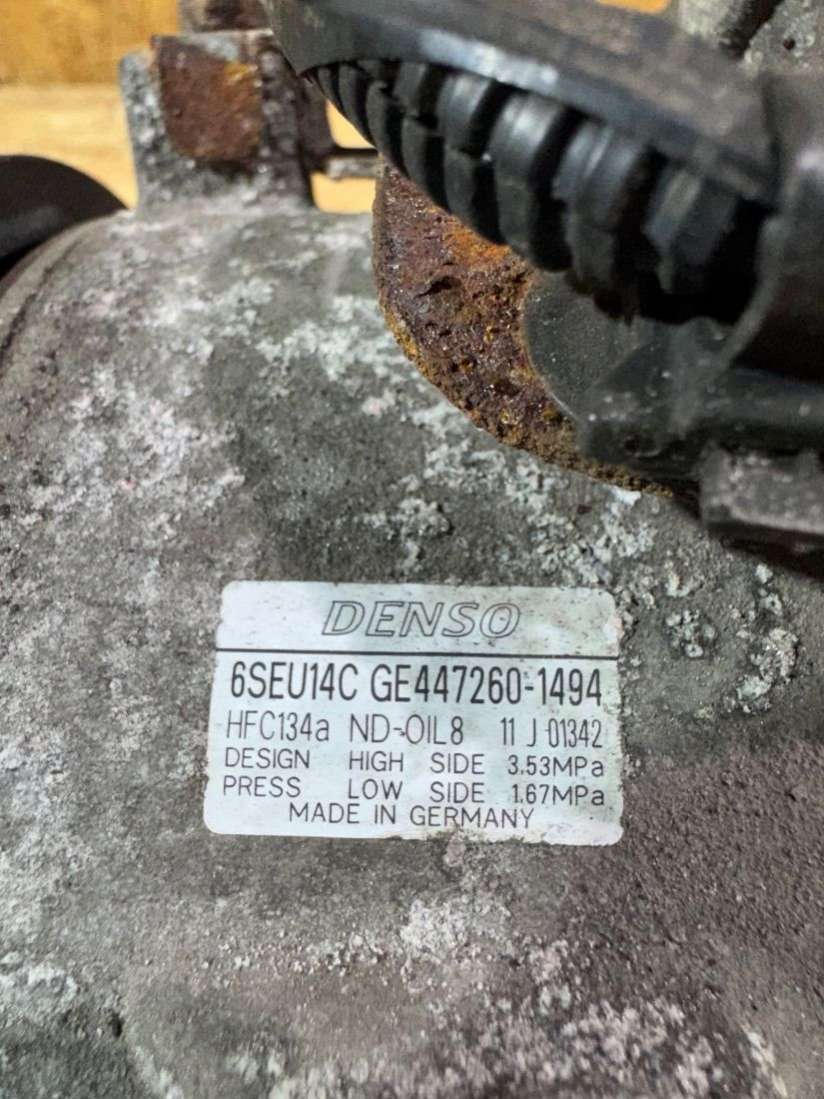 DENSO
6SEU14C GE447260-1494
HFC134a ND-OIL8 11 J 01342
DESIGN HIGH SIDE 3.53MPa
PRESS LOW SIDE 1.67MPa
MADE IN GERMANY